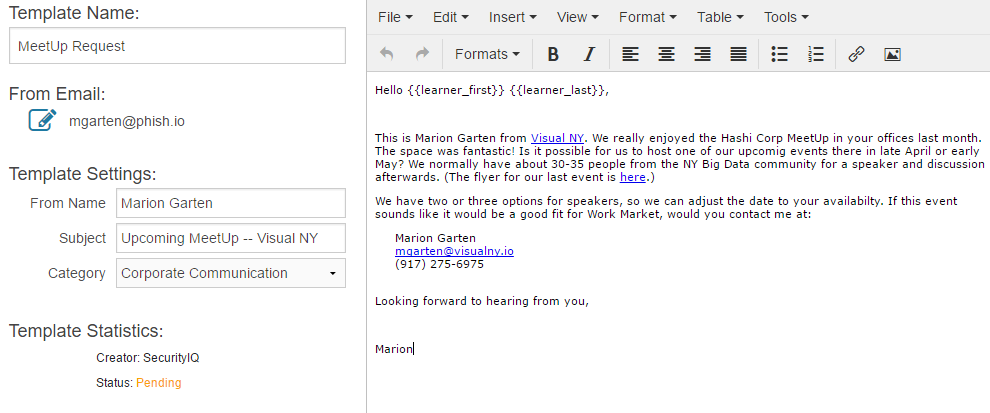 Template Name:
MeetUp Request
From Email:
mgarten@phish.io
Template Settings:
From Name Marion Garten
Subject Upcoming MeetUp -- Visual NY
Category Corporate Communication
Template Statistics:
Creator: SecurityIQ
Status: Pending
File Edit Insert View Format Table Tools
Formats B I
Hello {{learner_first}} {{learner_last}},
This is Marion Garten from Visual NY. We really enjoyed the Hashi Corp MeetUp in your offices last month.
The space was fantastic! Is it possible for us to host one of our upcomig events there in late April or early
May? We normally have about 30-35 people from the NY Big Data community for a speaker and discussion
afterwards. (The flyer for our last event is here.)
We have two or three options for speakers, so we can adjust the date to your availabilty. If this event
sounds like it would be a good fit for Work Market, would you contact me at:
Marion Garten
mgarten@visualny.io
(917) 275-6975
Looking forward to hearing from you,
Marion